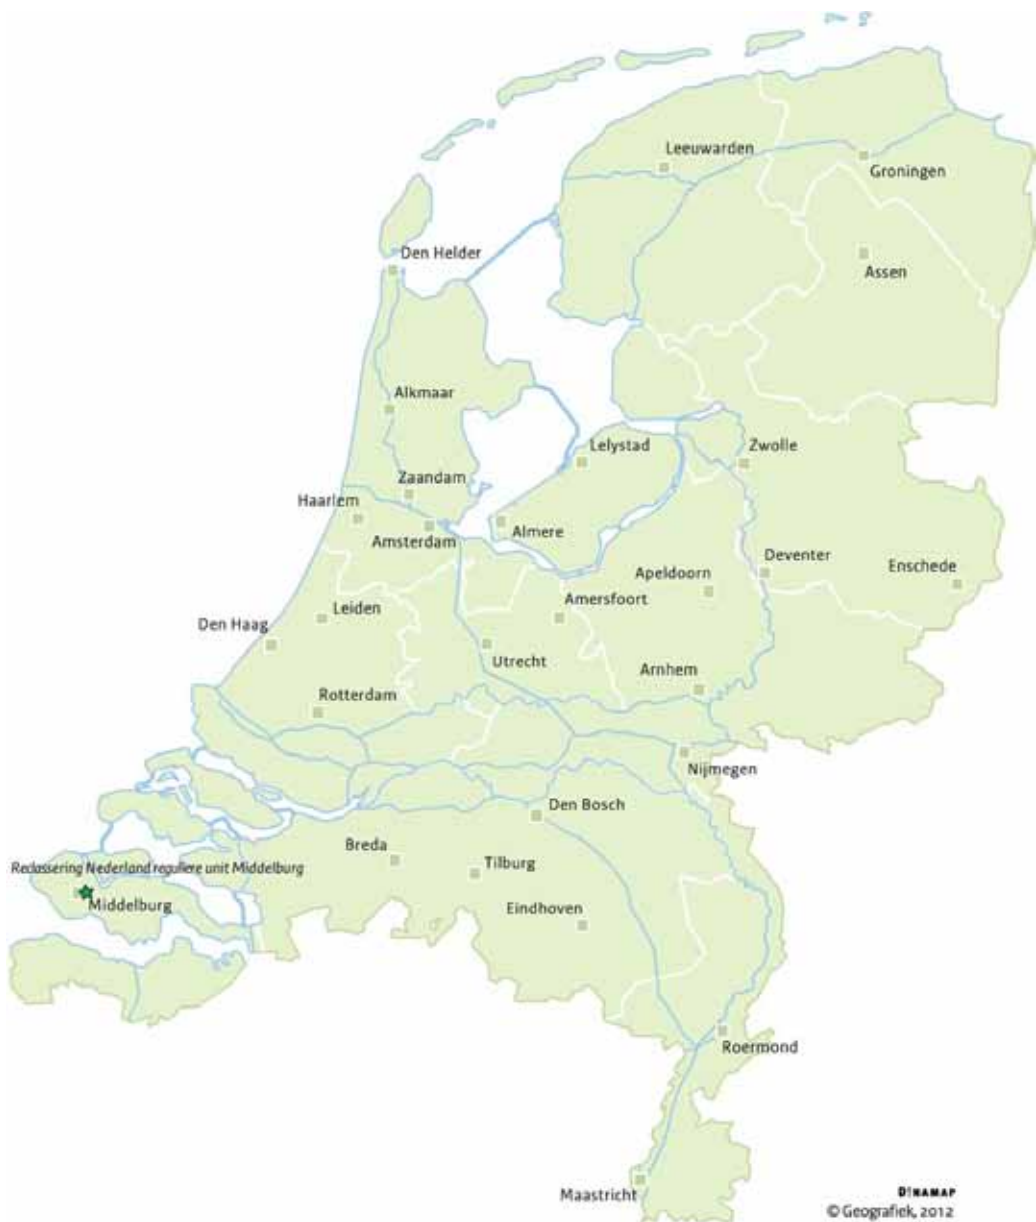 Leeuwarden
Groningen
Den Helder
Assen
Alkmaar
Lelystad
Zwolle
Zaandam
Haarlem
Amsterdam
Almere
Deventer
Enschede
Apeldoorn
Amersfoort
Leiden
Den Haag
Utrecht
Arnhem
Rotterdam
Nijmegen
Den Bosch
Breda
Tilburg
Reclassering Nederland reguliere unit Middelburg
Middelburg
Eindhoven
Roermond
Maastricht
D!NAMAP
© Geografiek, 2012